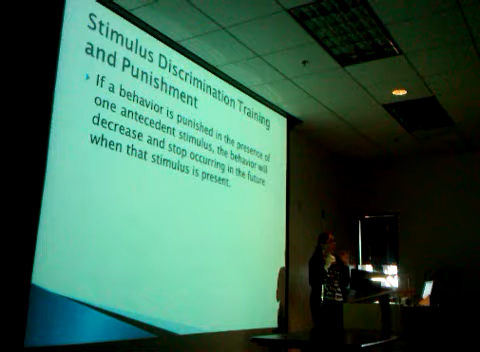 Stimulus Discrimination Training
and Punishment
If a behavior is punished in the presence of
one antecedent stimulus, the behavior will
decrease and stop occurring in the future
when that stimulus is present.